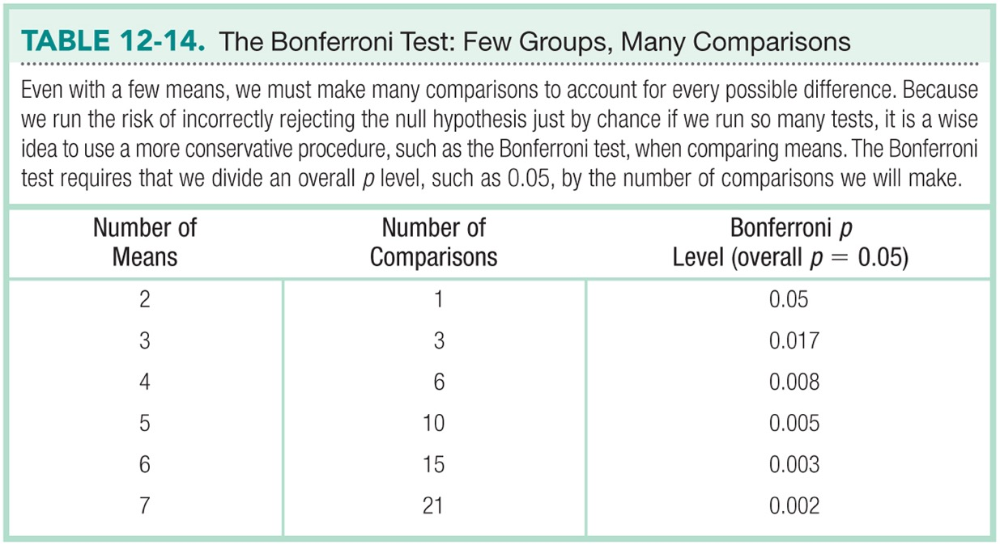 TABLE 12-14. The Bonferroni Test: Few Groups, Many Comparisons
Even with a few means, we must make many comparisons to account for every possible difference. Because
we run the risk of incorrectly rejecting the null hypothesis just by chance if we run so many tests, it is a wise
idea to use a more conservative procedure, such as the Bonferroni test, when comparing means. The Bonferroni
test requires that we divide an overall p level, such as 0.05, by the number of comparisons we will make.
Number of Means Number of Comparisons Bonferroni p Level (overall p = 0.05)
2 1 0.05
3 3 0.017
4 6 0.008
5 10 0.005
6 15 0.003
7 21 0.002